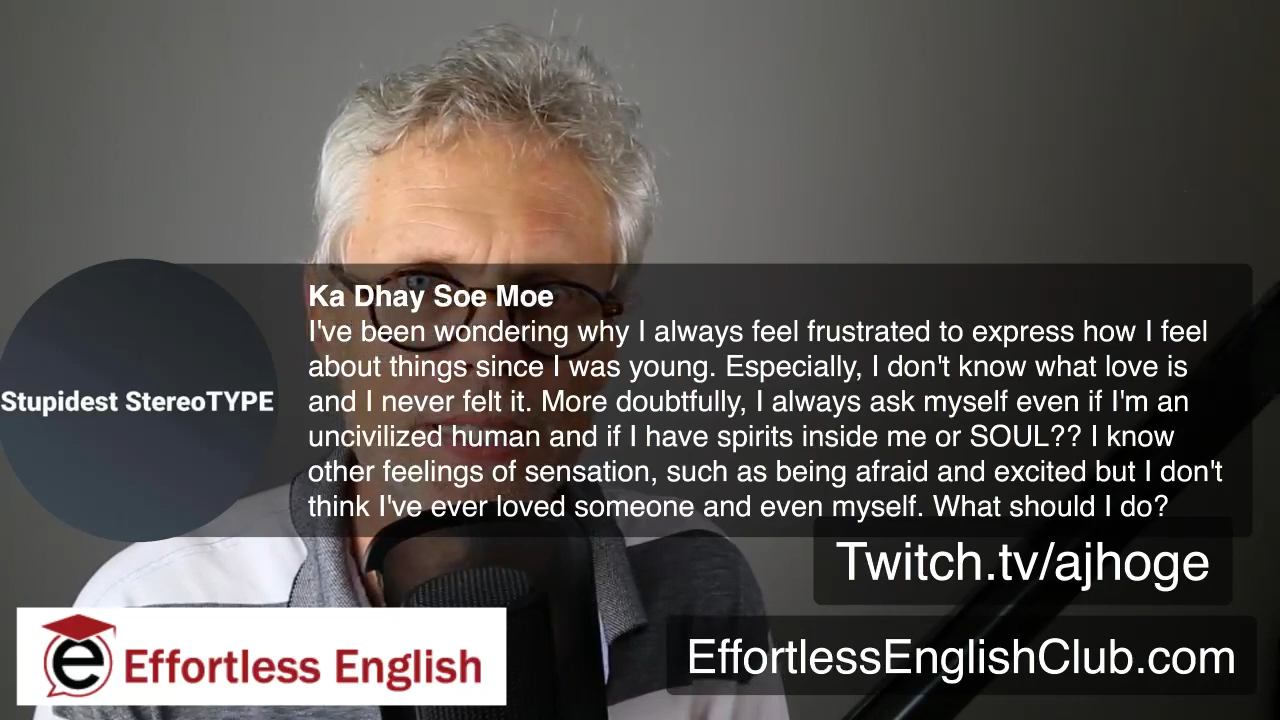 Ka Dhay Soe Moe
I've been wondering why I always feel frustrated to express how I feel
about things since I was young. Especially, I don't know what love is
and I never felt it. More doubtfully, I always ask myself even if I'm an
uncivilized human and if I have spirits inside me or SOUL?? I know
other feelings of sensation, such as being afraid and excited but I don't
think I've ever loved someone and even myself. What should I do?
Stupidest StereoTYPE
Twitch.tv/ajhoge
EffortlessEnglishClub.com
e Effortless English